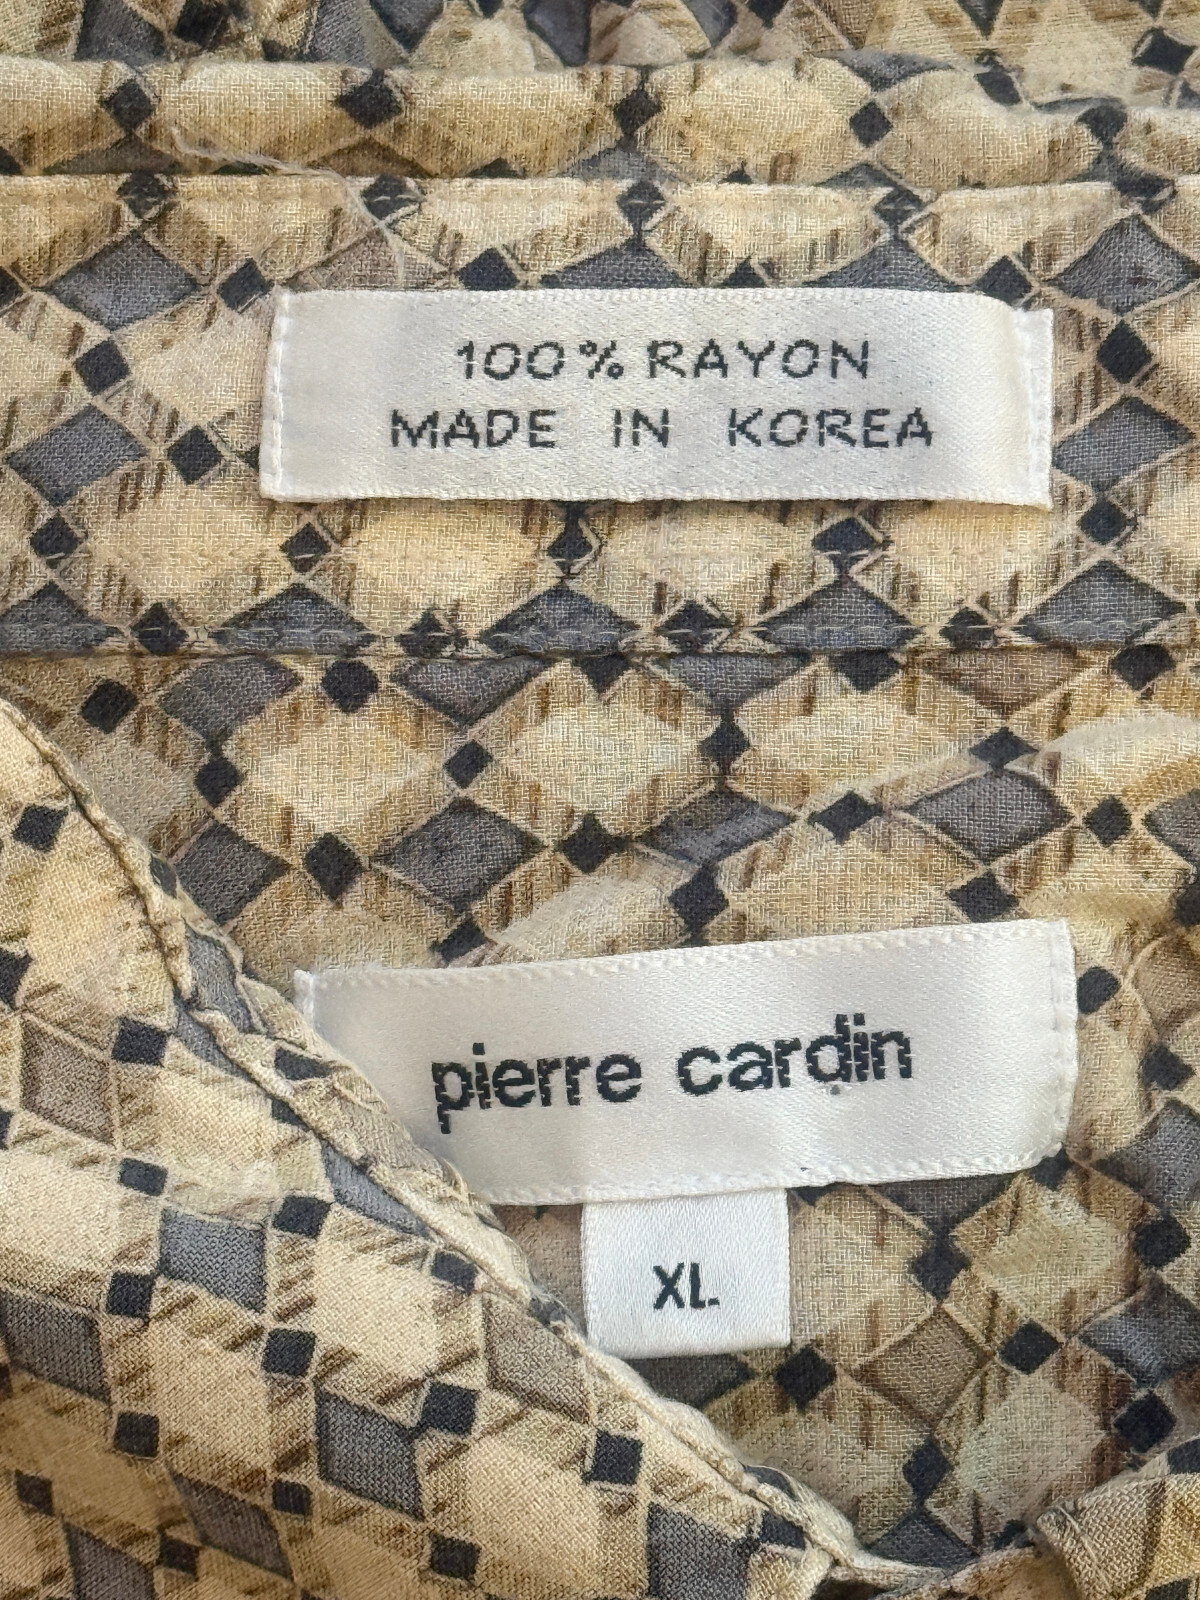 100% RAYON
MADE IN KOREA
pierre cardin
XL